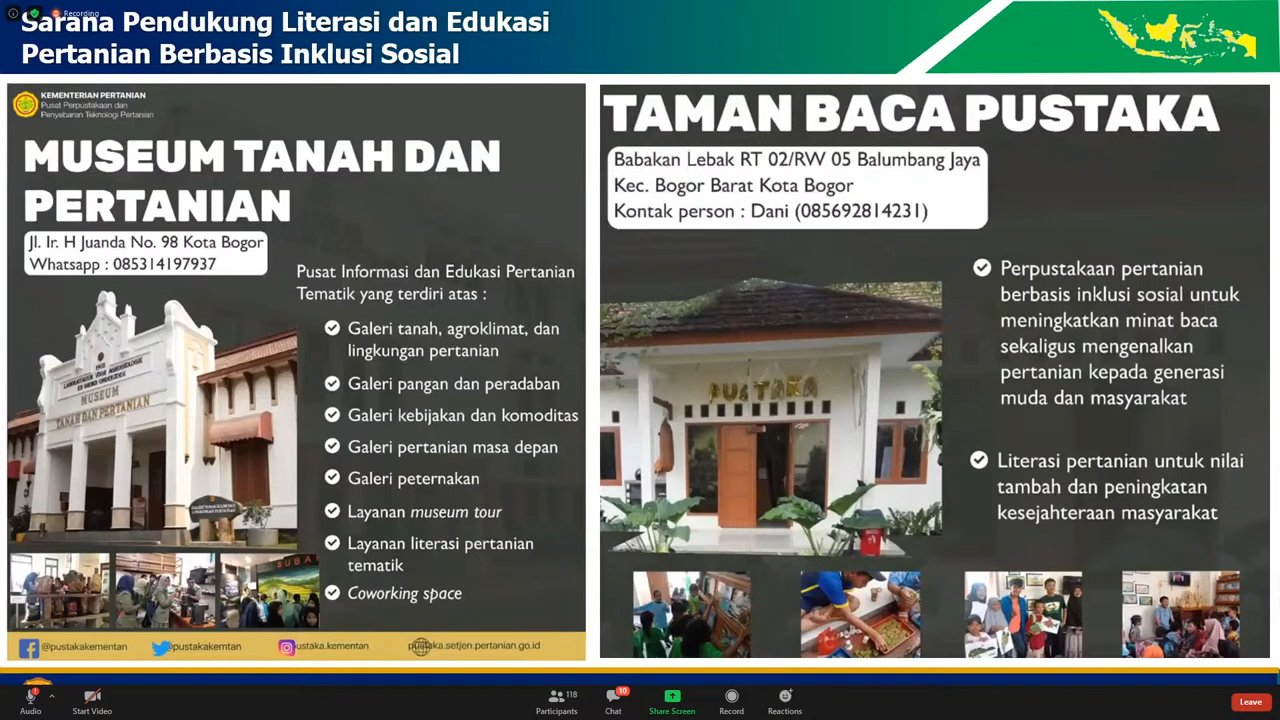 Recording
Sarana Pendukung Literasi dan Edukasi
Pertanian Berbasis Inklusi Sosial
KEMENTERIAN PERTANIAN
Pusat Perpustakaan dan
Penyebaran Teknologi Pertanian
MUSEUM TANAH DAN
PERTANIAN
Jl. Ir. H Juanda No. 98 Kota Bogor
Whatsapp : 085314197937
Pusat Informasi dan Edukasi Pertanian
Tematik yang terdiri atas :
Galeri tanah, agroklimat, dan
lingkungan pertanian
Galeri pangan dan peradaban
Galeri kebijakan dan komoditas
Galeri pertanian masa depan
Galeri peternakan
Layanan museum tour
Layanan literasi pertanian
tematik
Coworking space
MUSEUM
TANAH DAN PERTANIAN
SUBA
@pustakakementan
@pustakakemtan
pustaka.kementan
pustaka.setjen.pertanian.go.id
TAMAN BACA PUSTAKA
Babakan Lebak RT 02/RW 05 Balumbang Jaya
Kec. Bogor Barat Kota Bogor
Kontak person : Dani (085692814231)
PUSTAKA
Perpustakaan pertanian
berbasis inklusi sosial untuk
meningkatkan minat baca
sekaligus mengenalkan
pertanian kepada generasi
muda dan masyarakat
Literasi pertanian untuk nilai
tambah dan peningkatan
kesejahteraan masyarakat
Audio
Start Video
118
Participants
10
Chat
Share Screen
Record
Reactions
Leave